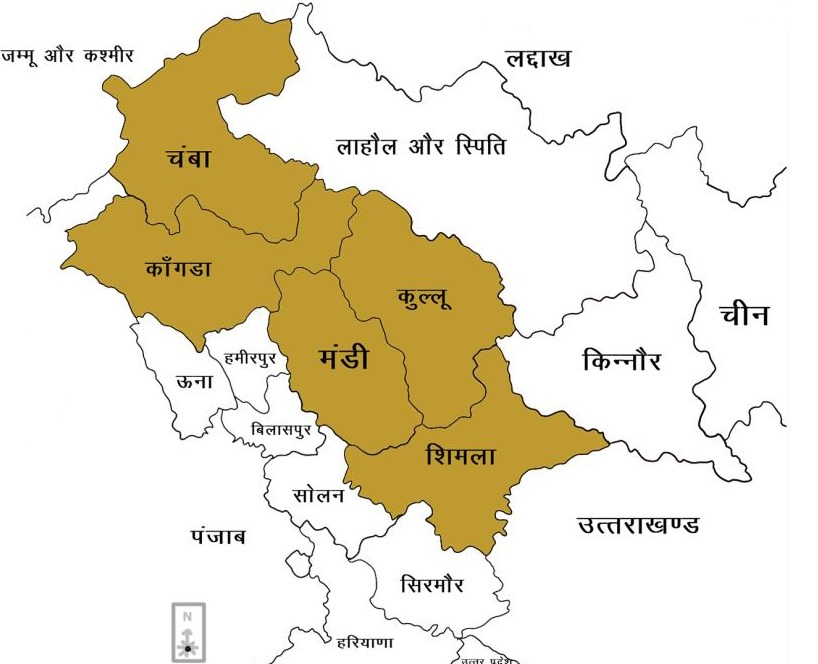 जम्मू और कश्मीर
लद्दाख
लाहौल और स्पिति
चंबा
काँगडा
कुल्लू
चीन
मंडी
हमीरपुर
किन्नौर
ऊना
बिलासपुर
शिमला
सोलन
उत्तराखण्ड
पंजाब
सिरमौर
N
हरियाणा
उत्तर प्रदेश